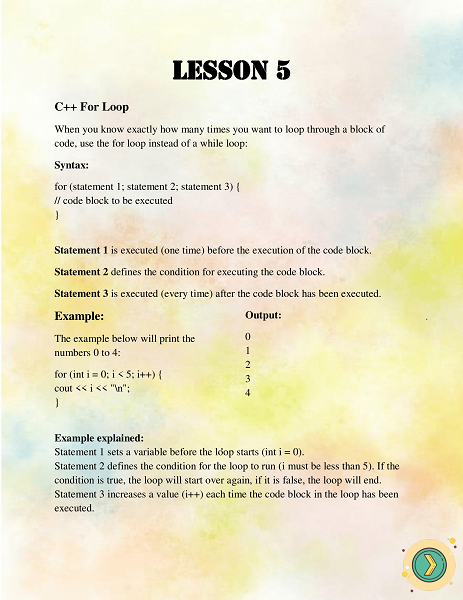 LESSON 5
C++ For Loop
When you know exactly how many times you want to loop through a block of
code, use the for loop instead of a while loop:
Syntax:
for (statement 1; statement 2; statement 3) {
// code block to be executed
}
Statement 1 is executed (one time) before the execution of the code block.
Statement 2 defines the condition for executing the code block.
Statement 3 is executed (every time) after the code block has been executed.
Example:
The example below will print the
numbers 0 to 4:
for (int i = 0; i < 5; i++) {
cout << i << "\n";
}
Output:
0
1
2
3
4
Example explained:
Statement 1 sets a variable before the loop starts (int i = 0).
Statement 2 defines the condition for the loop to run (i must be less than 5). If the
condition is true, the loop will start over again, if it is false, the loop will end.
Statement 3 increases a value (i++) each time the code block in the loop has been
executed.